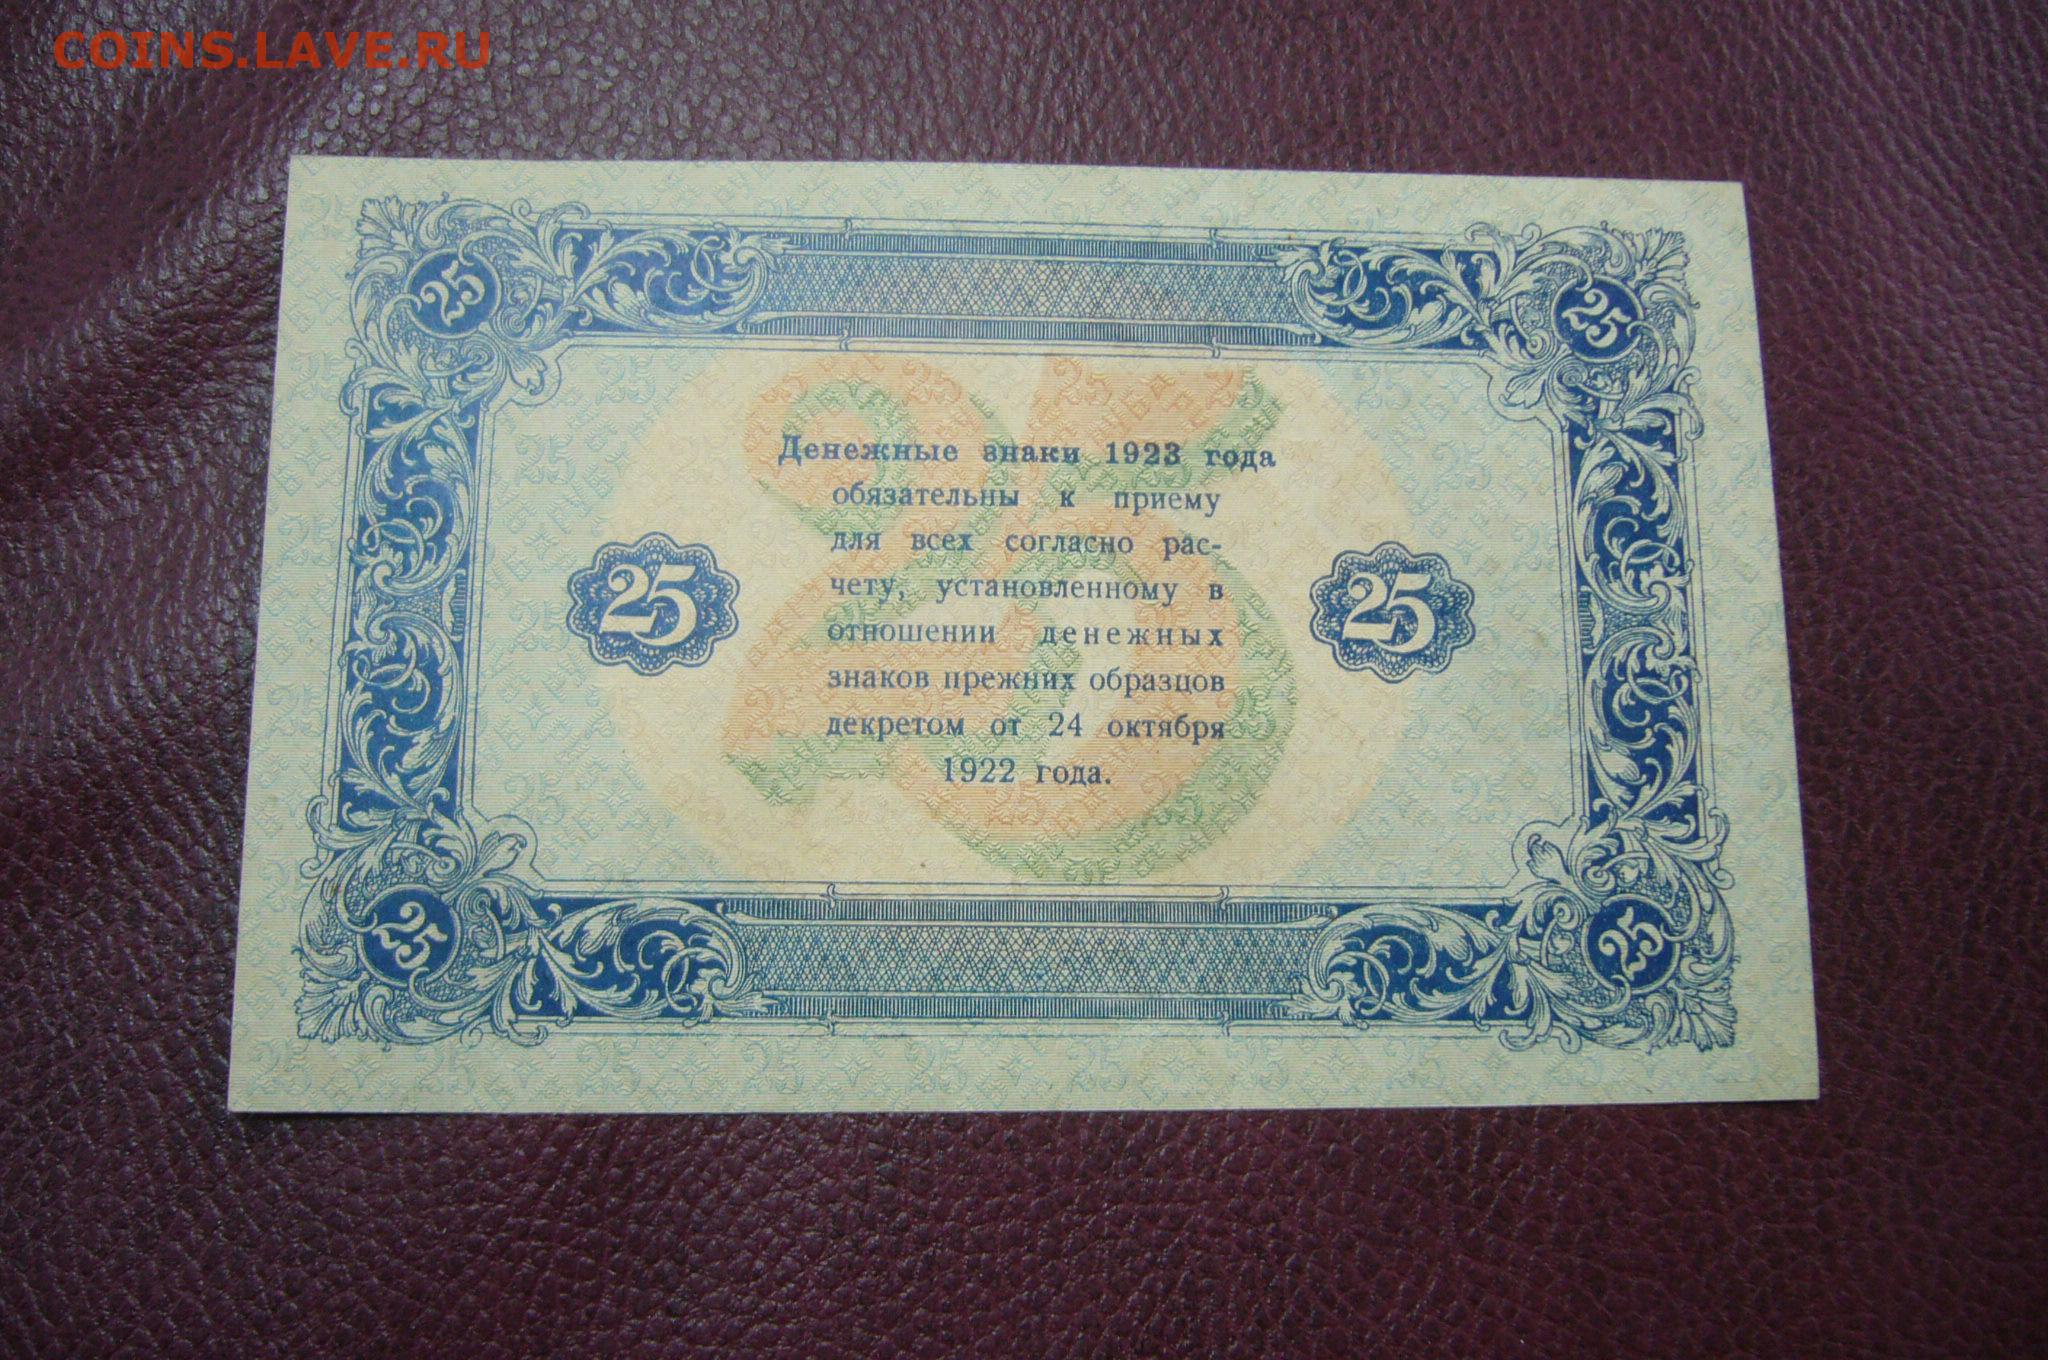 COINS.LAVE.RU
25
25
Денежные знаки 1923 года
обязательны к приему
для всех согласно рас-
чету, установленному в
отношении денежных
знаков прежних образцов
декретом от 24 октября
1922 года.
25
25
25
25